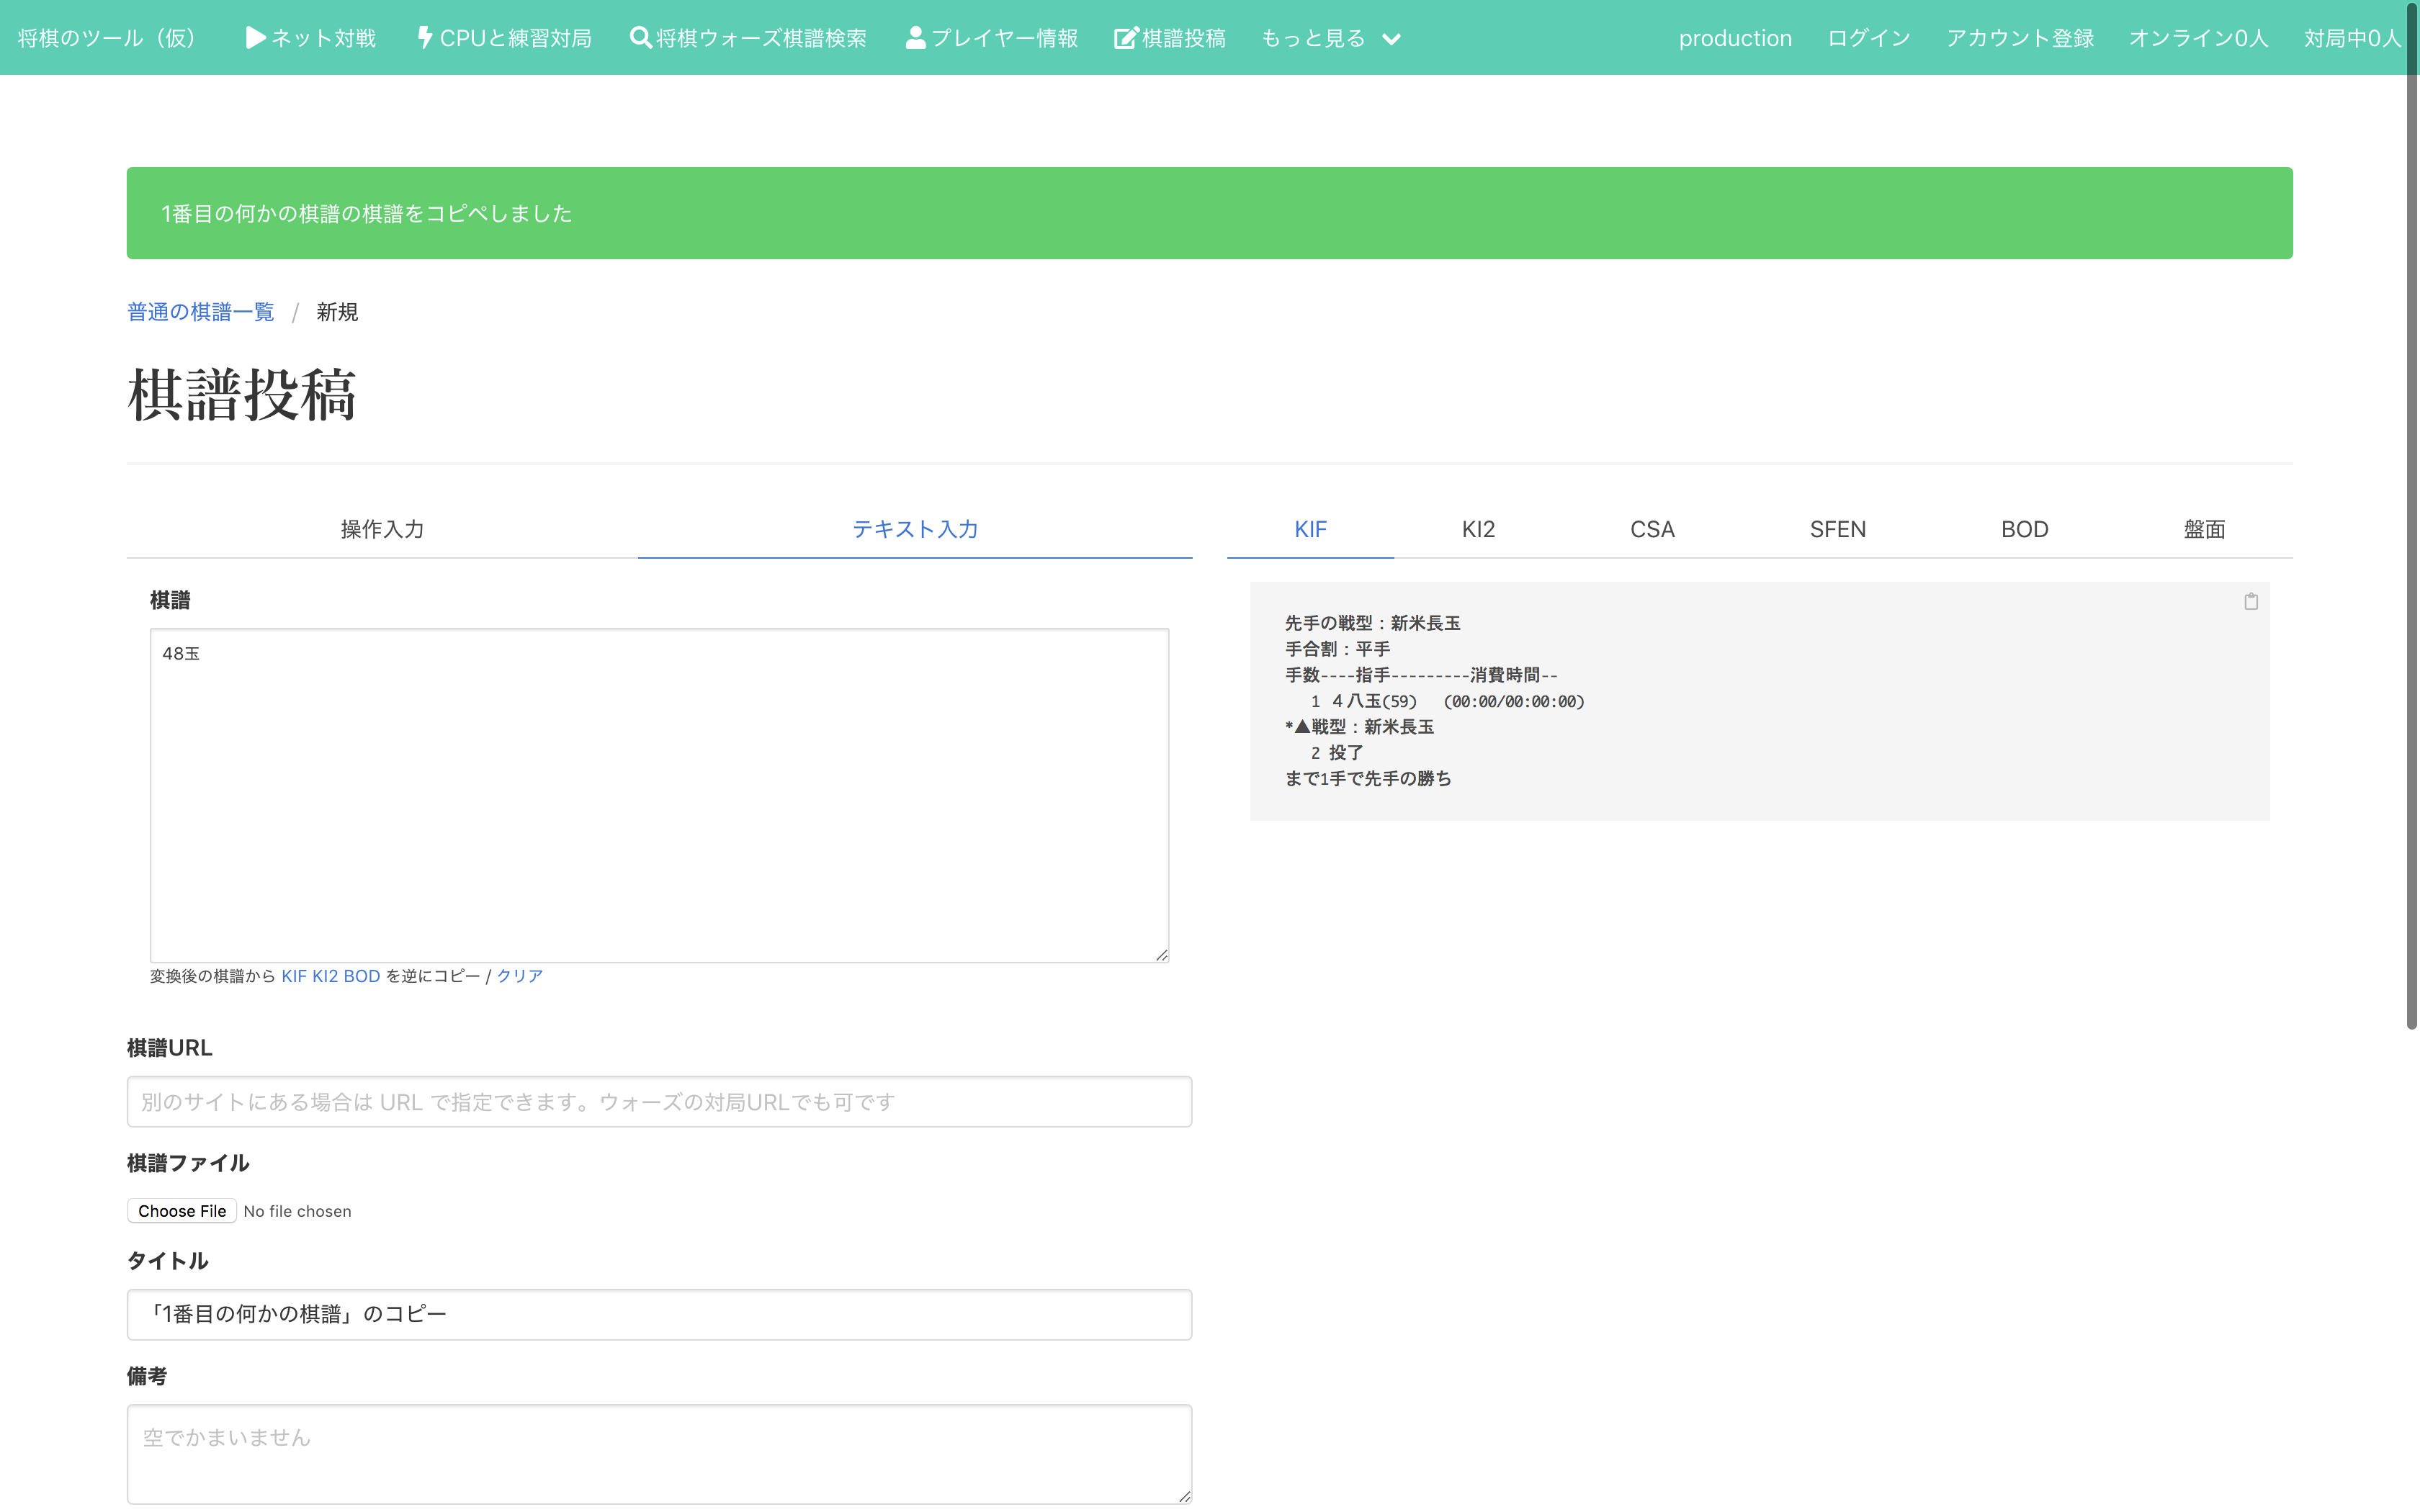 将棋のツール（仮） ネット対戦 CPUと練習対局 将棋ウォーズ棋譜検索 プレイヤー情報 棋譜投稿 もっと見る production ログイン アカウント登録 オンライン0人 対局中0人
1番目の何かの棋譜の棋譜をコピペしました
普通の棋譜一覧 / 新規
棋譜投稿
操作入力 テキスト入力 KIF KI2 CSA SFEN BOD 盤面
棋譜
48玉
変換後の棋譜から KIF KI2 BOD を逆にコピー / クリア
先手の戦型：新米長玉
手合割：平手
手数----指手---------消費時間--
1 ４八玉(59) (00:00/00:00:00)
*▲戦型：新米長玉
2 投了
まで1手で先手の勝ち
棋譜URL
別のサイトにある場合は URL で指定できます。ウォーズの対局URLでも可です
棋譜ファイル
Choose File No file chosen
タイトル
「1番目の何かの棋譜」のコピー
備考
空でかまいません